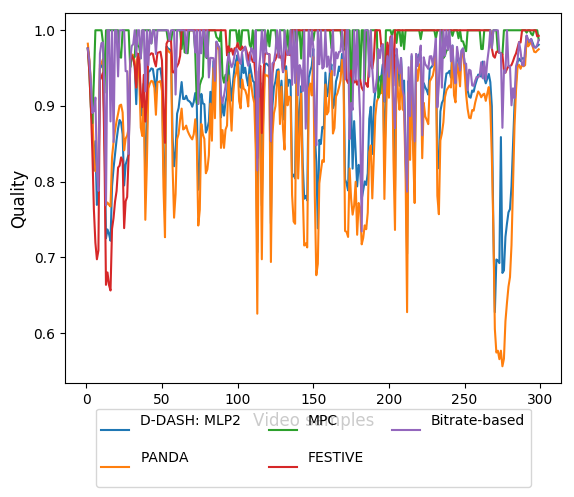 1.0
0.9
0.8
0.7
0.6
Quality
0 50 100 150 200 250 300
Video samples
D-DASH: MLP2 MPC Bitrate-based
PANDA FESTIVE